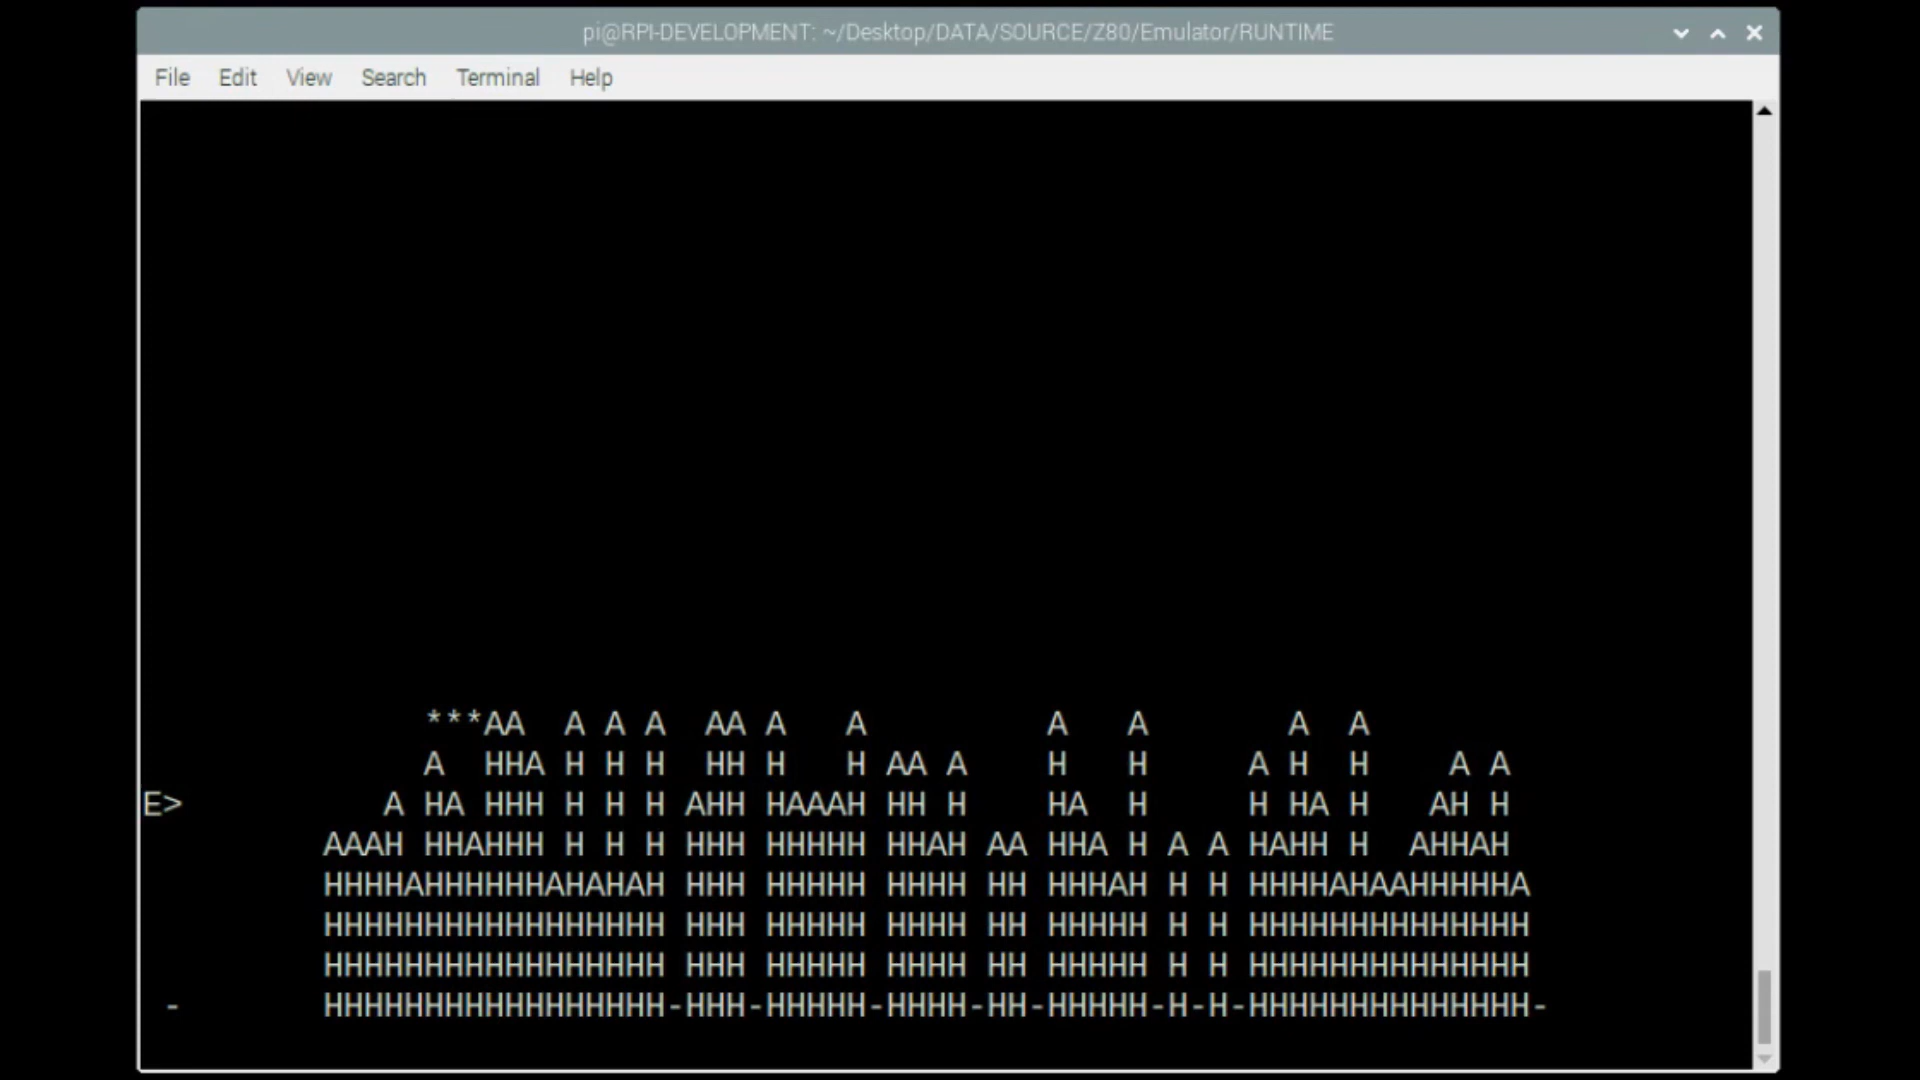 pi@RPI-DEVELOPMENT: ~/Desktop/DATA/SOURCE/Z80/Emulator/RUNTIME
File Edit View Search Terminal Help
***AA  A A A  AA A   A         A   A       A  A
A  HHA H H H  HH H   H AA A    H   H     A H  H    A A
E>          A HA HHH H H H AHH HAAAH HH H    HA  H     H HA H   AH H
AAAH HHAHHH H H H HHH HHHHH HHAH AA HHA H A A HAHH H  AHHAH
HHHHAHHHHHHAHAHAH HHH HHHHH HHHH HH HHHAH H H HHHHAHAAHHHHHA
HHHHHHHHHHHHHHHHH HHH HHHHH HHHH HH HHHHH H H HHHHHHHHHHHHHH
HHHHHHHHHHHHHHHHH HHH HHHHH HHHH HH HHHHH H H HHHHHHHHHHHHHH
-       HHHHHHHHHHHHHHHHH-HHH-HHHHH-HHHH-HH-HHHHH-H-H-HHHHHHHHHHHHHH-